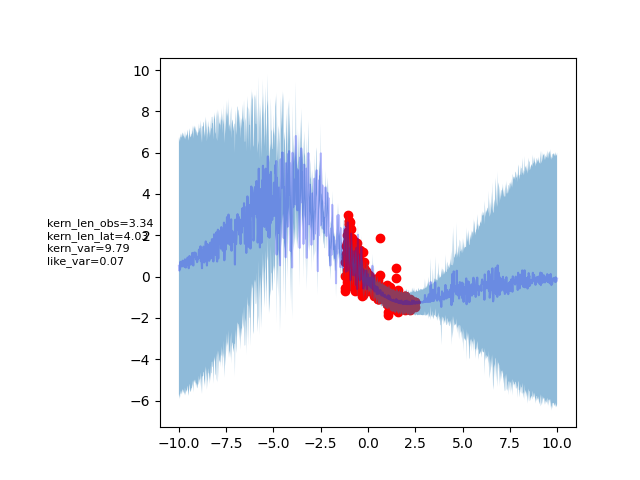 10
8
6
4
2
0
−2
−4
−6
kern_len_obs=3.34
kern_len_lat=4.03
kern_var=9.79
like_var=0.07
−10.0 −7.5 −5.0 −2.5 0.0 2.5 5.0 7.5 10.0